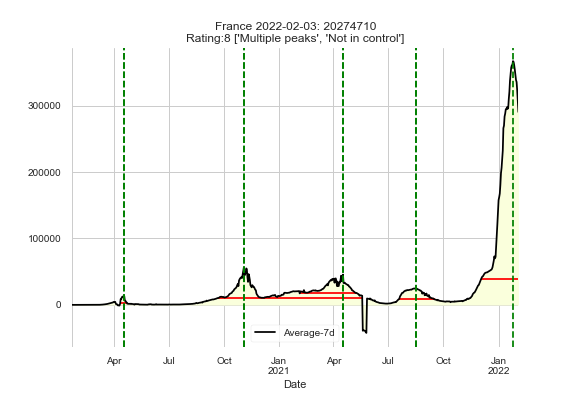 France 2022-02-03: 20274710
Rating:8 ['Multiple peaks', 'Not in control']
300000
200000
100000
0
Average-7d
Apr Jul Oct Jan Apr Jul Oct Jan
2021 2022
Date